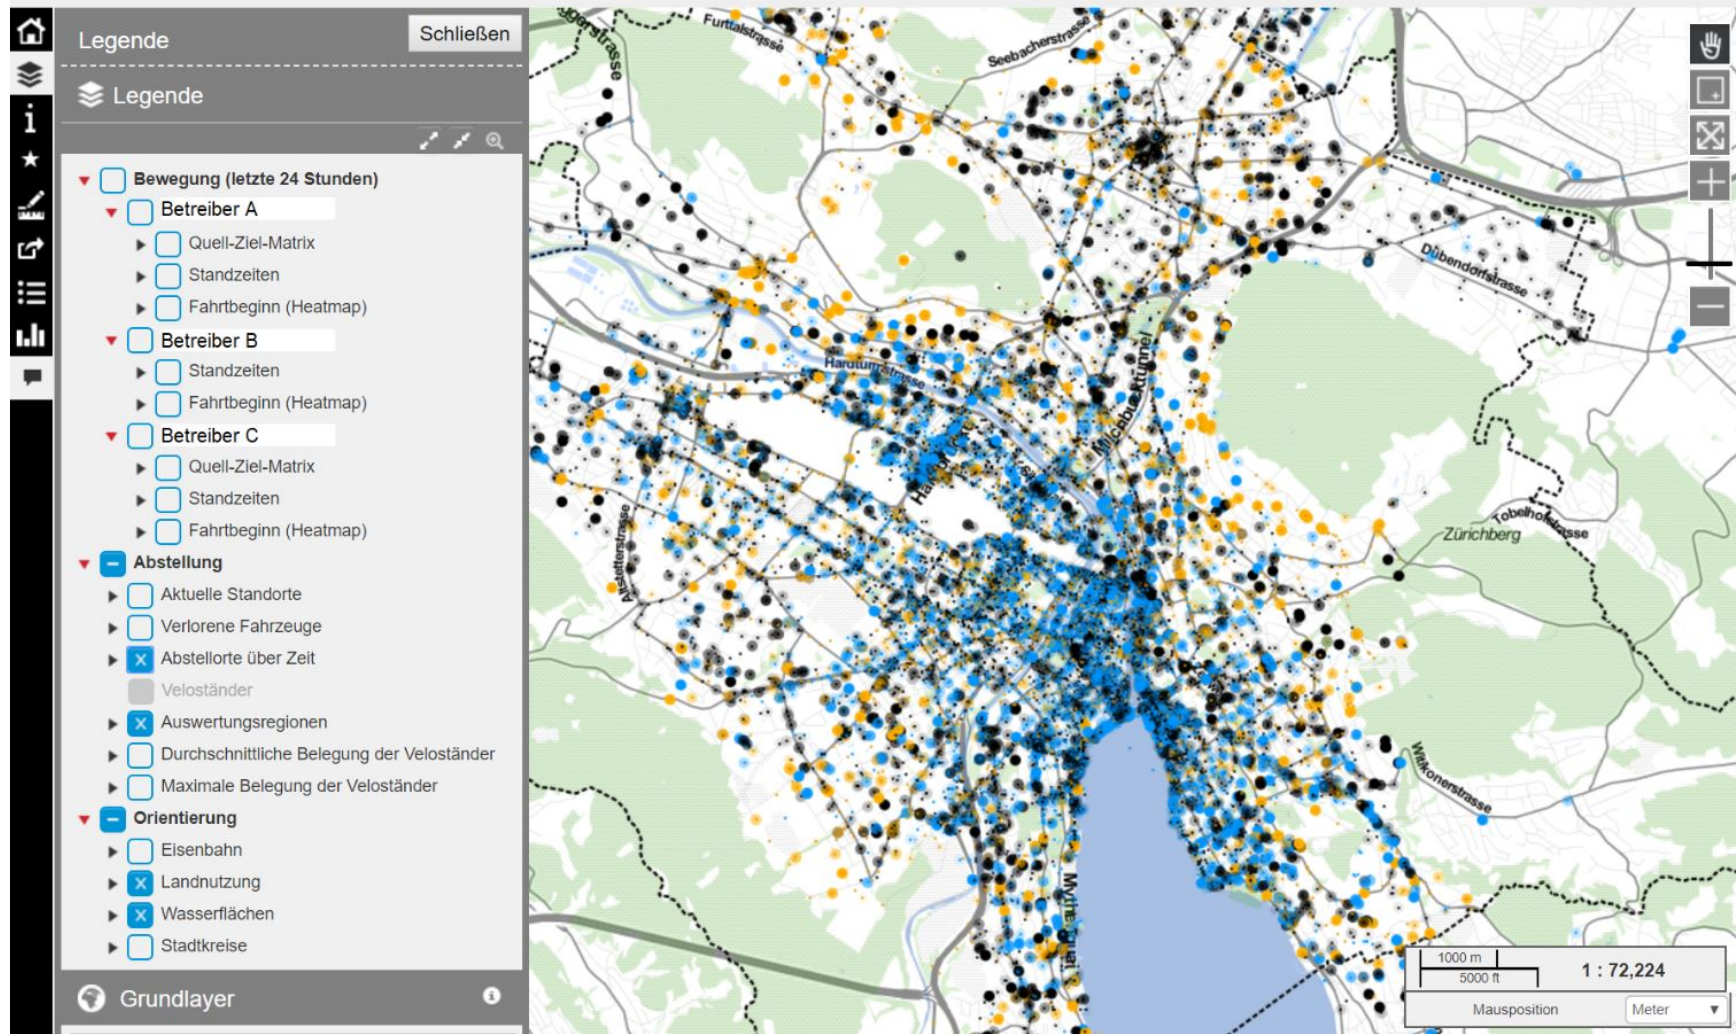 Legende
Schließen
Legende
Bewegung (letzte 24 Stunden)
Betreiber A
Quell-Ziel-Matrix
Standzeiten
Fahrtbeginn (Heatmap)
Betreiber B
Standzeiten
Fahrtbeginn (Heatmap)
Betreiber C
Quell-Ziel-Matrix
Standzeiten
Fahrtbeginn (Heatmap)
Abstellung
Aktuelle Standorte
Verlorene Fahrzeuge
Abstellorte über Zeit
Veloständer
Auswertungsregionen
Durchschnittliche Belegung der Veloständer
Maximale Belegung der Veloständer
Orientierung
Eisenbahn
Landnutzung
Wasserflächen
Stadtkreise
Grundlayer
Furttalstrasse
Seebacherstrasse
Dübendorfstrasse
Hardturmstrasse
Milchbucktunnel
Tobelhofstrasse
Zürichberg
Altstetterstrasse
Witikonerstrasse
1000 m
5000 ft
1 : 72,224
Mausposition
Meter